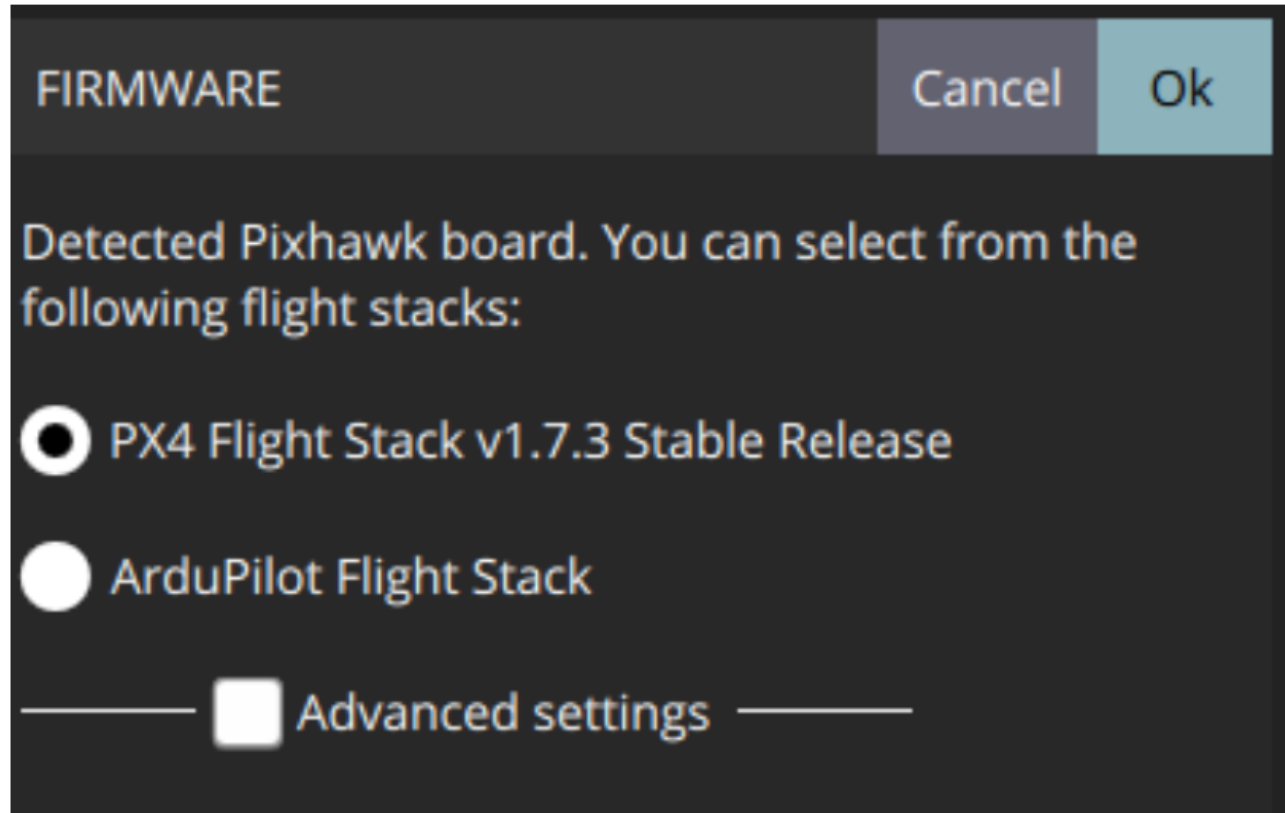 FIRMWARE Cancel Ok
Detected Pixhawk board. You can select from the
following flight stacks:
PX4 Flight Stack v1.7.3 Stable Release
ArduPilot Flight Stack
Advanced settings